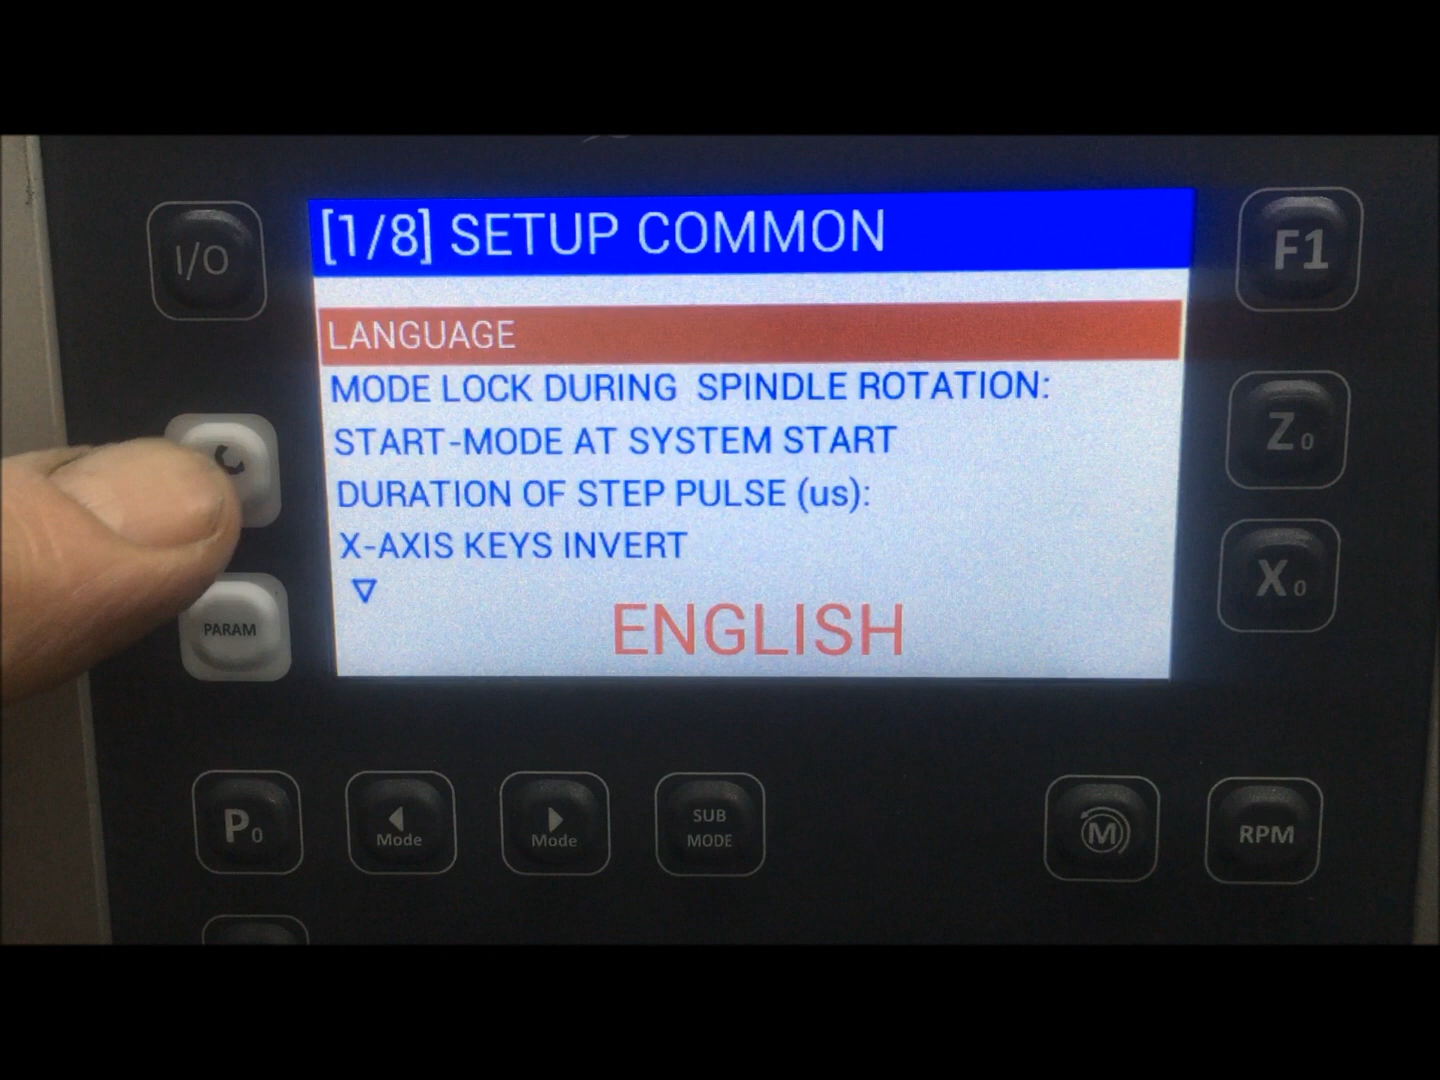 I/O
[1/8] SETUP COMMON
F1
LANGUAGE
MODE LOCK DURING  SPINDLE ROTATION:
START-MODE AT SYSTEM START
DURATION OF STEP PULSE (us):
X-AXIS KEYS INVERT
ENGLISH
Z0
X0
PARAM
P0
Mode
Mode
SUB
MODE
M
RPM